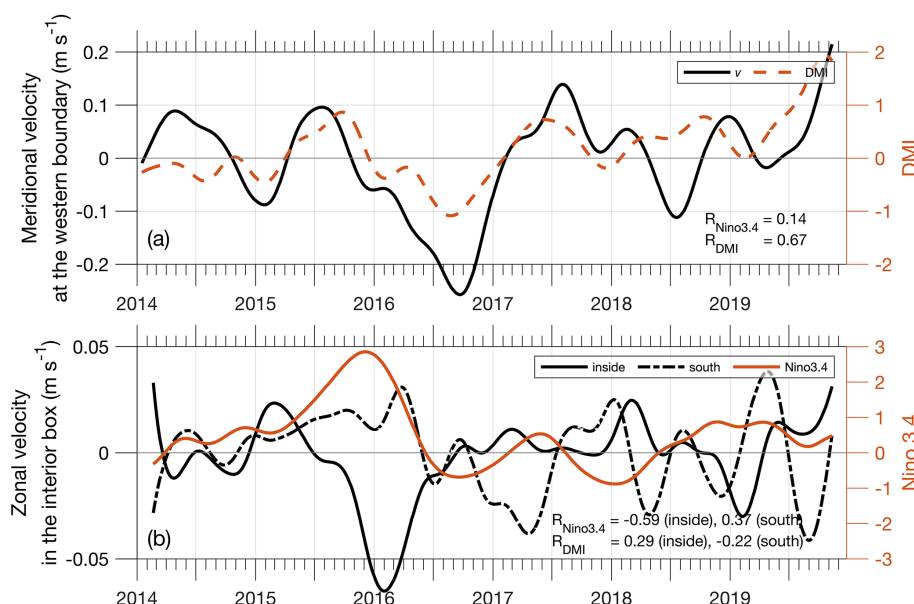 Meridional velocity
at the western boundary (m s⁻¹)
0.2
0.1
0
-0.1
-0.2
v
DMI
2
1
0
-1
-2
DMI
(a)
R_Nino3.4 = 0.14
R_DMI = 0.67
2014 2015 2016 2017 2018 2019
Zonal velocity
in the interior box (m s⁻¹)
0.05
0
-0.05
inside south Nino3.4
3
2
1
0
-1
-2
-3
Nino 3.4
(b)
R_Nino3.4 = -0.59 (inside), 0.37 (south)
R_DMI = 0.29 (inside), -0.22 (south)
2014 2015 2016 2017 2018 2019